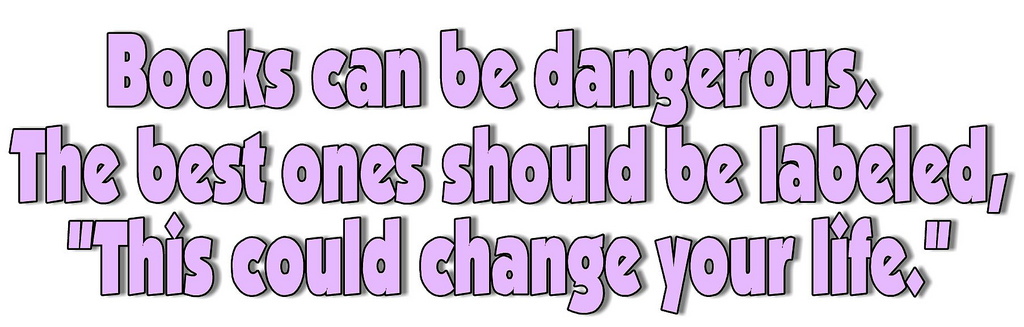 Books can be dangerous.
The best ones should be labeled,
"This could change your life."